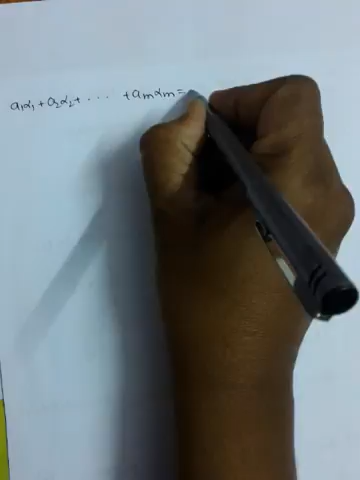 a₁α₁ + a₂α₂ + ... + aₘαₘ =